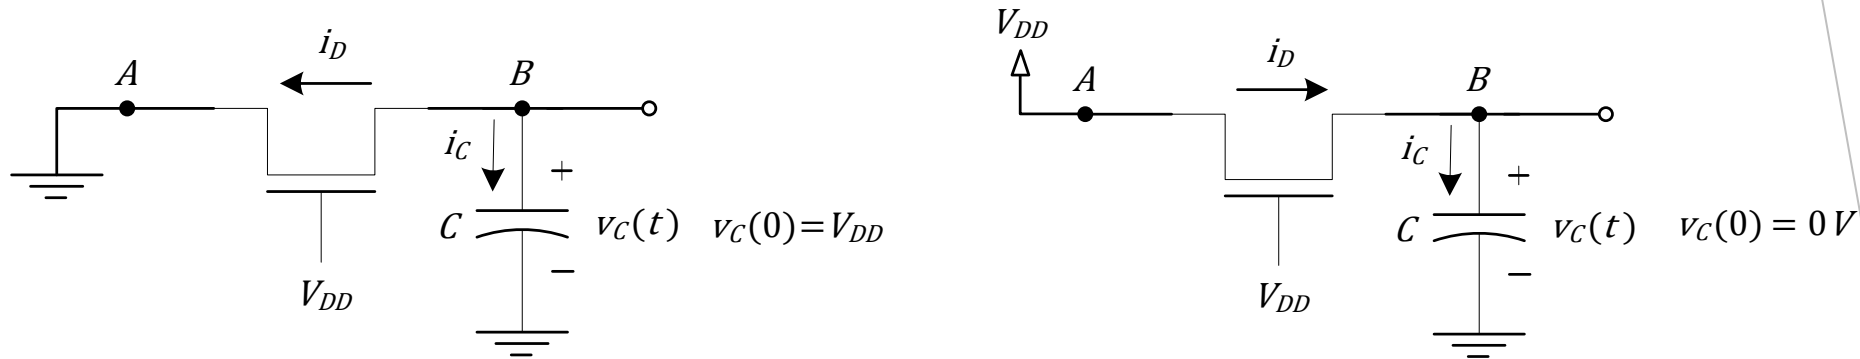 i_D
A
B
i_C
+
C
v_C(t)
v_C(0) = V_DD
−
V_DD
V_DD
i_D
A
B
i_C
+
C
v_C(t)
v_C(0) = 0 V
−
V_DD